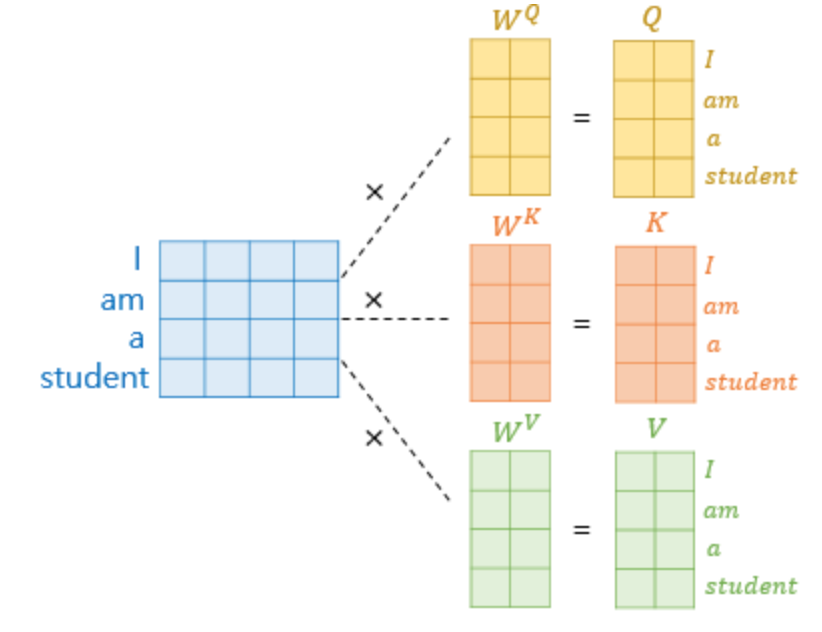 W^Q
Q
=
I
am
a
student
×
I
am
a
student
×
W^K
K
=
I
am
a
student
×
W^V
V
=
I
am
a
student